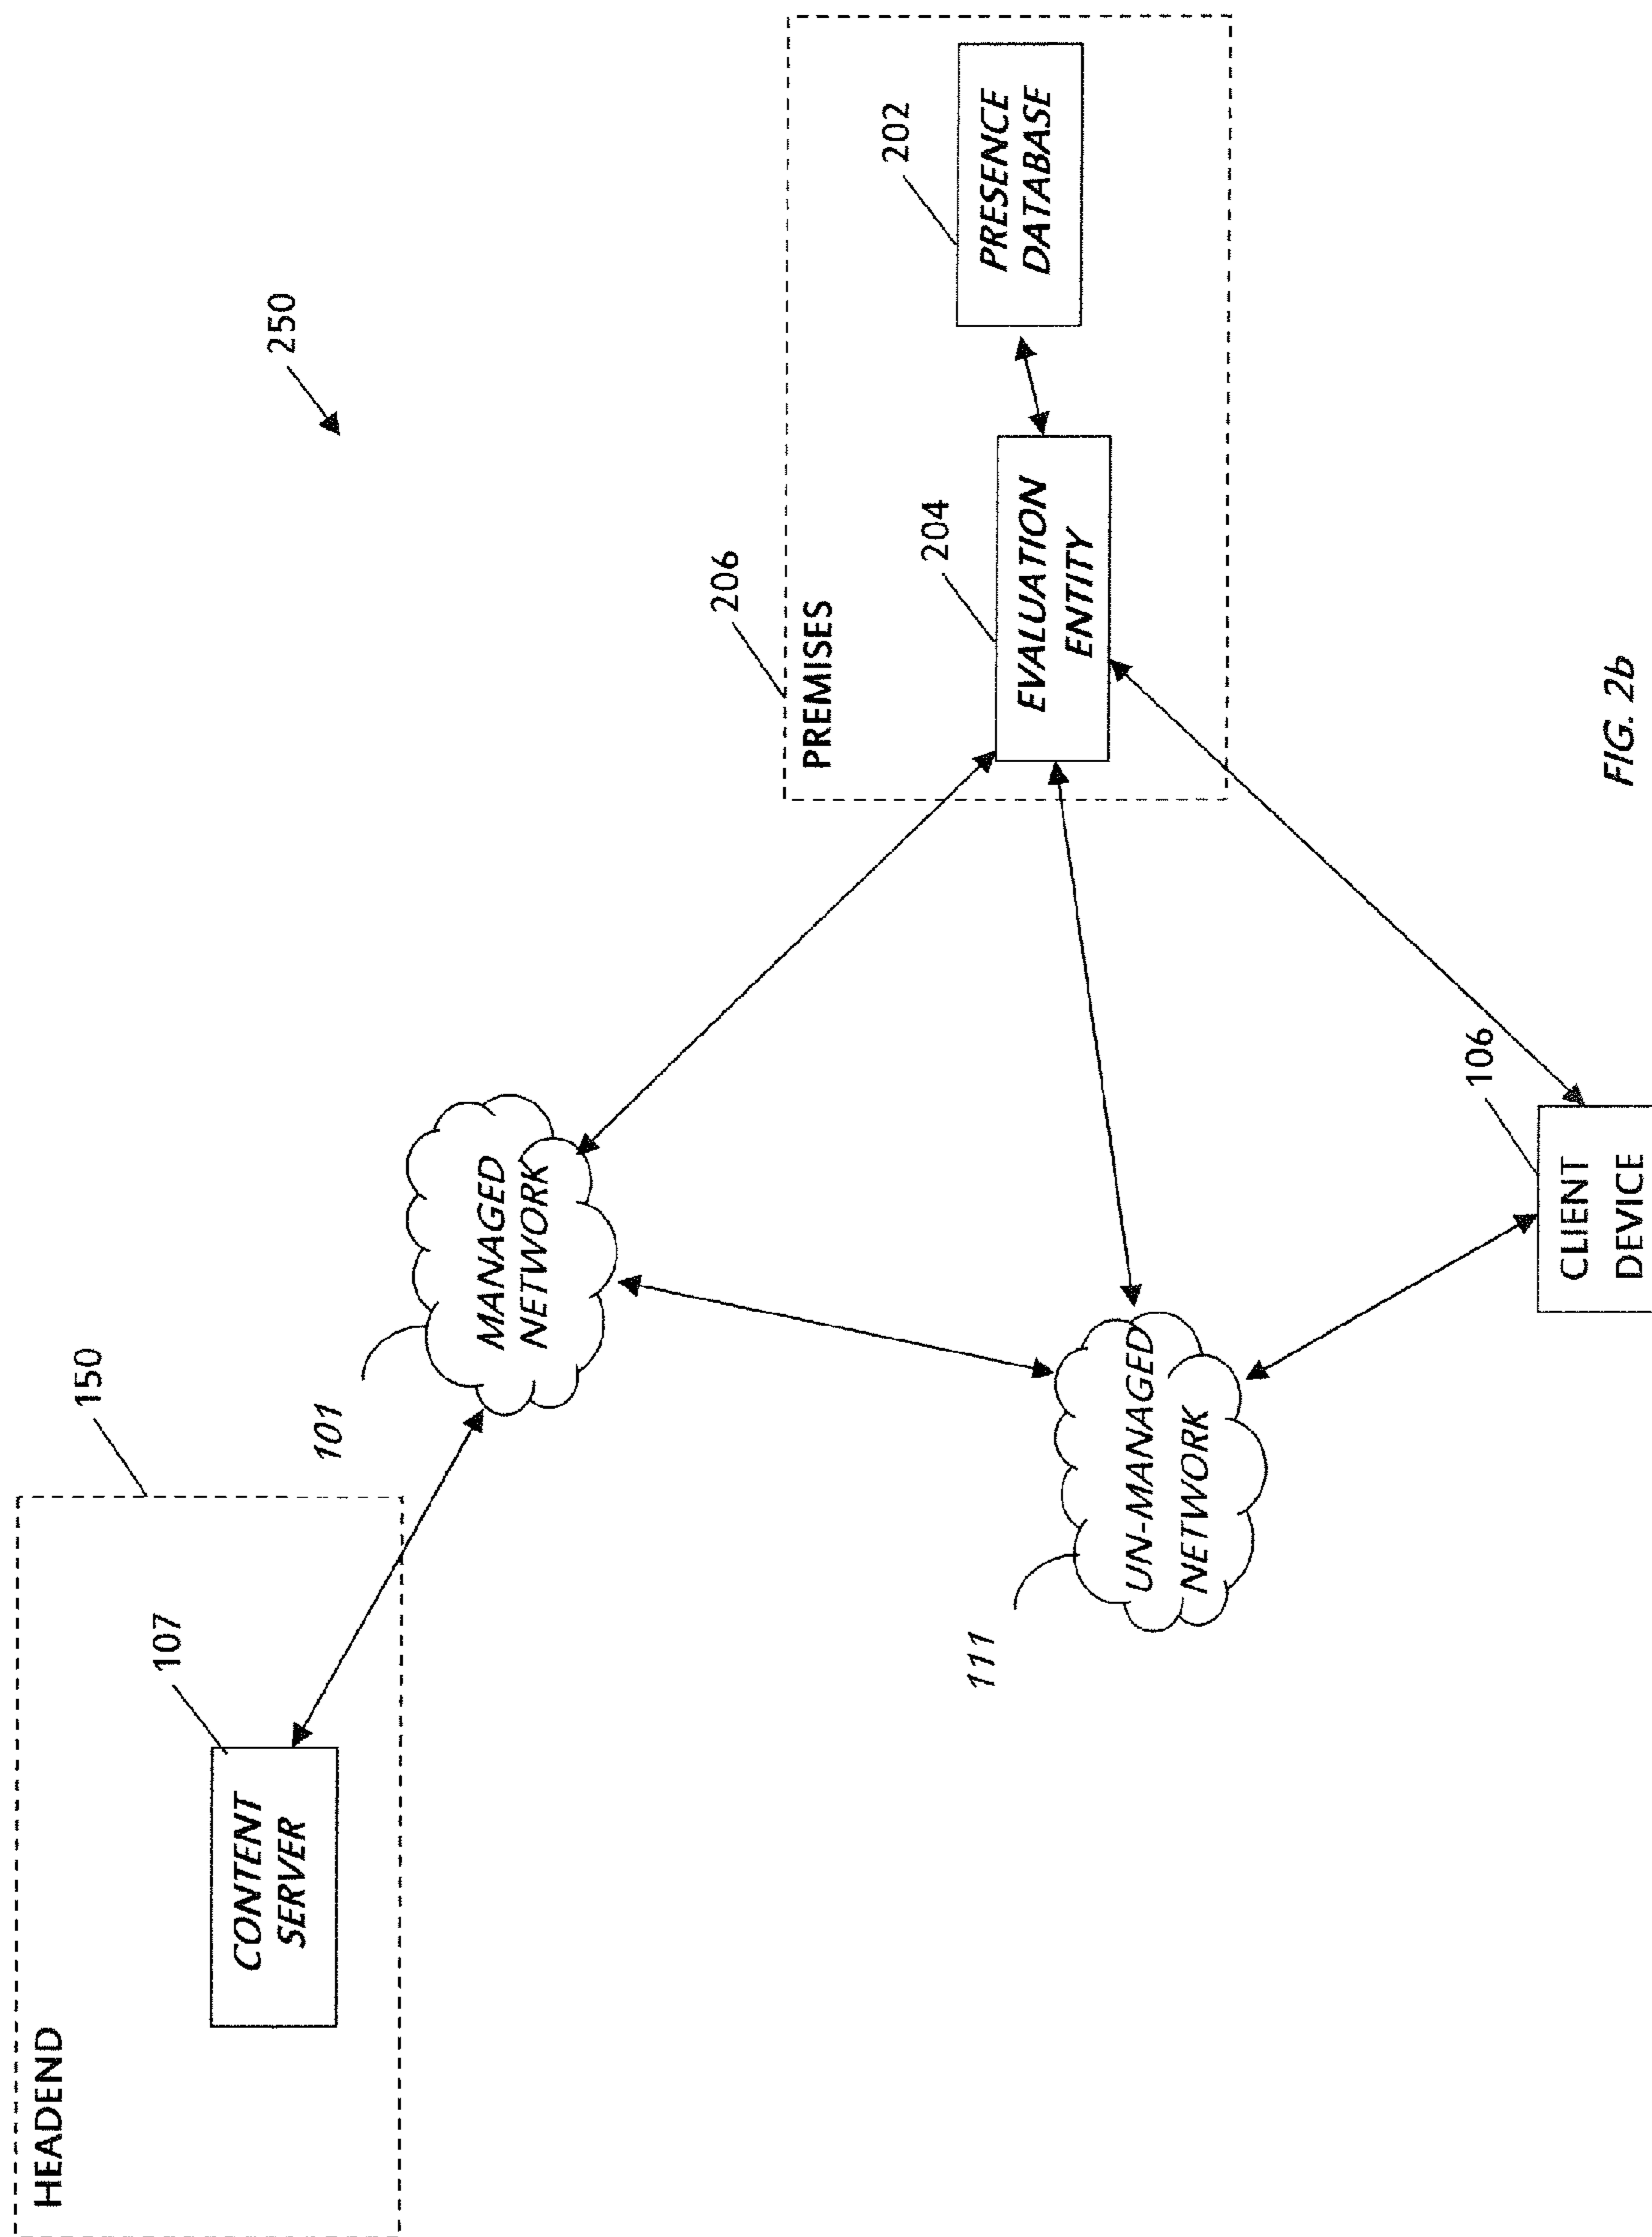 HEADEND
150
107
CONTENT
SERVER
101
MANAGED
NETWORK
250
206
PREMISES
204
EVALUATION
ENTITY
202
PRESENCE
DATABASE
111
UN-MANAGED
NETWORK
106
CLIENT
DEVICE
FIG. 2b